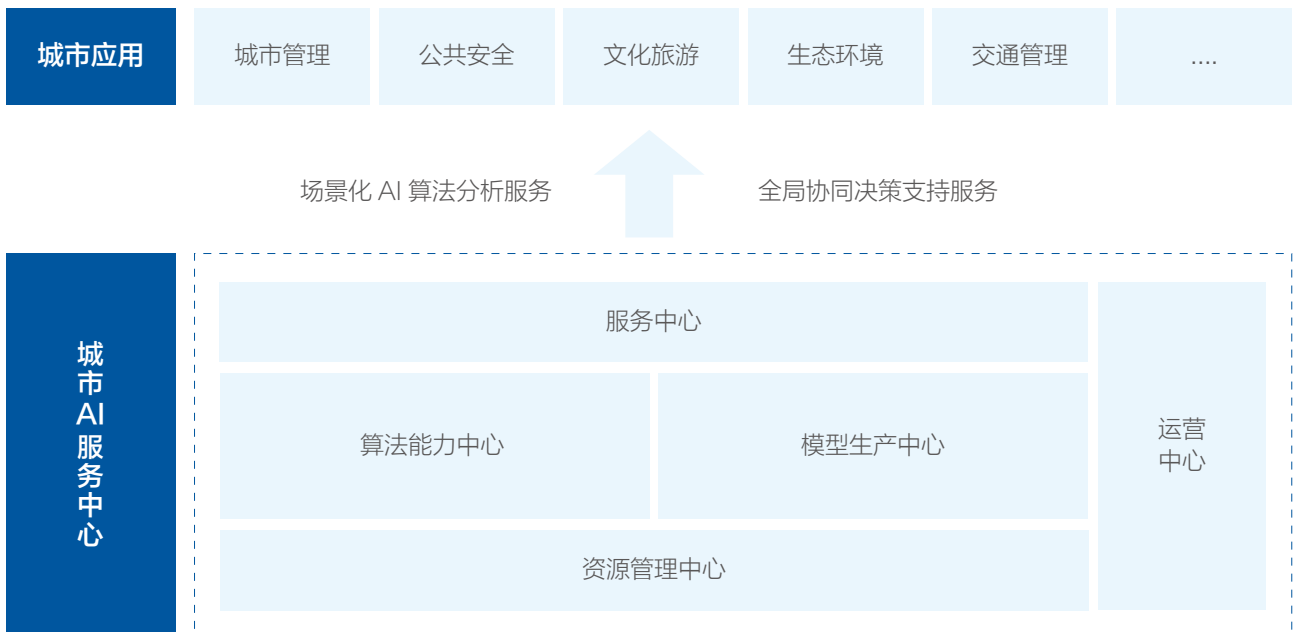 城市应用
城市管理
公共安全
文化旅游
生态环境
交通管理
....
场景化 AI 算法分析服务
全局协同决策支持服务
城市AI服务中心
服务中心
算法能力中心
模型生产中心
运营
中心
资源管理中心